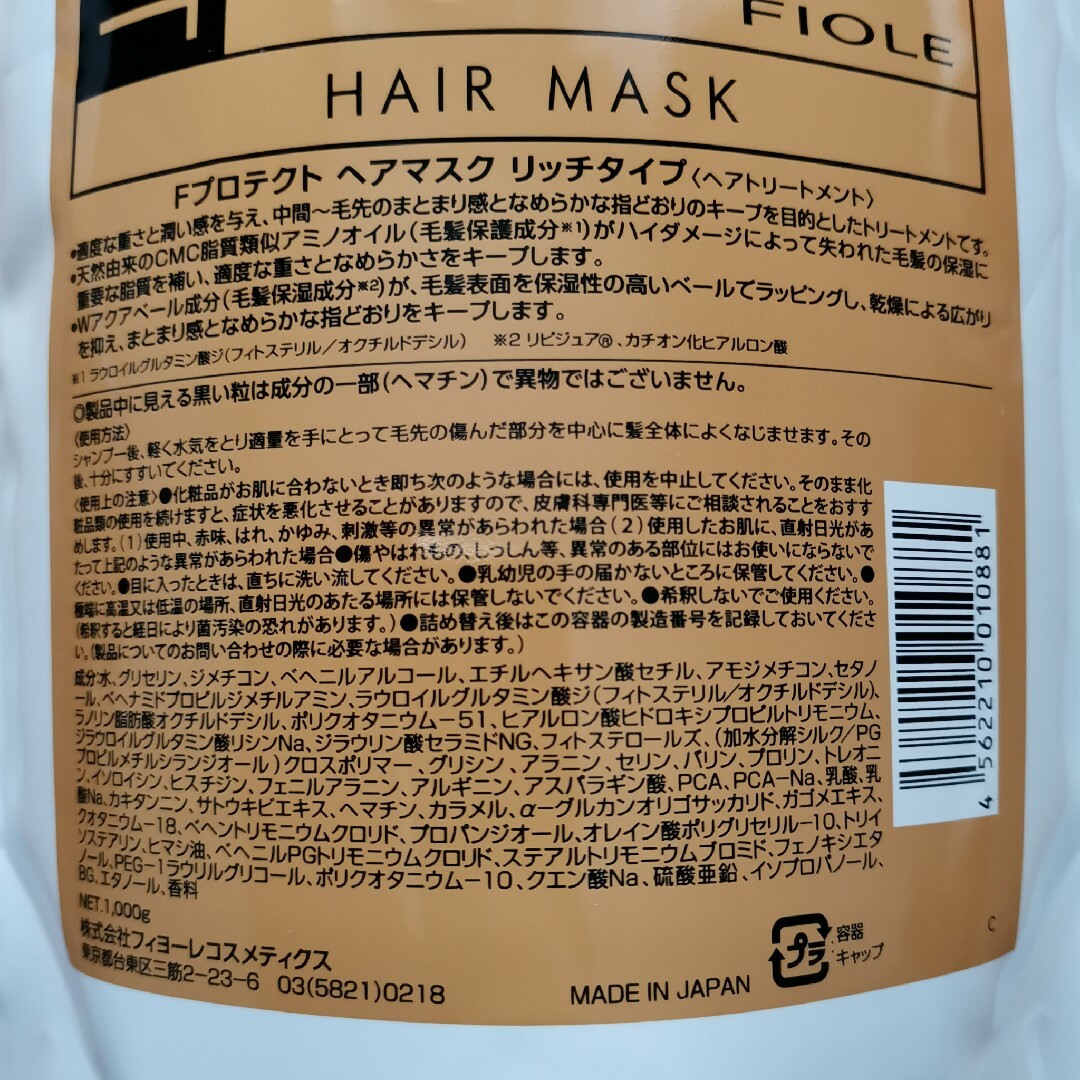 FIOLE
HAIR MASK
Fプロテクト ヘアマスク リッチタイプ〈ヘアトリートメント〉
•適度な重さと潤い感を与え、中間～毛先のまとまり感となめらかな指どおりのキープを目的としたトリートメントです。
•天然由来のCMC脂質類似アミノオイル(毛髪保護成分※1)がハイダメージによって失われた毛髪の保湿に
重要な脂質を補い、適度な重さとなめらかさをキープします。
•Wアクアベール成分(毛髪保湿成分※2)が、毛髪表面を保湿性の高いベールでラッピングし、乾燥による広がり
を抑え、まとまり感となめらかな指どおりをキープします。
※1 ラウロイルグルタミン酸ジ(フィトステリル/オクチルドデシル) ※2 リピジュア®、カチオン化ヒアルロン酸
◎製品中に見える黒い粒は成分の一部(ヘマチン)で異物ではございません。
〈使用方法〉
シャンプー後、軽く水気をとり適量を手にとって毛先の傷んだ部分を中心に髪全体によくなじませます。その
後、十分にすすいでください。
〈使用上の注意〉●化粧品がお肌に合わないとき即ち次のような場合には、使用を中止してください。そのまま化
粧品類の使用を続けますと、症状を悪化させることがありますので、皮膚科専門医等にご相談されることをおすす
めします。(1)使用中、赤味、はれ、かゆみ、刺激等の異常があらわれた場合(2)使用したお肌に、直射日光があ
たって上記のような異常があらわれた場合●傷やはれもの、しっしん等、異常のある部位にはお使いにならないで
ください。●目に入ったときは、直ちに洗い流してください。●乳幼児の手の届かないところに保管してください。●
極端に高温又は低温の場所、直射日光のあたる場所には保管しないでください。●希釈しないでご使用ください。
(希釈すると経日により菌汚染の恐れがあります。)●詰め替え後はこの容器の製造番号を記録しておいてくださ
い。(製品についてのお問い合わせの際に必要な場合があります。)
成分:水、グリセリン、ジメチコン、ベヘニルアルコール、エチルヘキサン酸セチル、アモジメチコン、セタノ
ール、ベヘナミドプロピルジメチルアミン、ラウロイルグルタミン酸ジ(フィトステリル/オクチルドデシル)、
ラノリン脂肪酸オクチルドデシル、ポリクオタニウム-51、ヒアルロン酸ヒドロキシプロピルトリモニウム、
ジラウロイルグルタミン酸リシンNa、ジラウリン酸セラミドNG、フィトステロールズ、(加水分解シルク/PG
プロピルメチルシランジオール)クロスポリマー、グリシン、アラニン、セリン、バリン、プロリン、トレオニ
ン、イソロイシン、ヒスチジン、フェニルアラニン、アルギニン、アスパラギン酸、PCA、PCA-Na、乳酸、乳
酸Na、カキタンニン、サトウキビエキス、ヘマチン、カラメル、α-グルカンオリゴサッカリド、ガゴメエキス、
クオタニウム-18、ベヘントリモニウムクロリド、プロパンジオール、オレイン酸ポリグリセリル-10、トリイ
ソステアリン、ヒマシ油、ベヘニルPGトリモニウムクロリド、ステアルトリモニウムブロミド、フェノキシエタ
ノール、PEG-1ラウリルグリコール、ポリクオタニウム-10、クエン酸Na、硫酸亜鉛、イソプロパノール、
BG、エタノール、香料
NET.1,000g
株式会社フィヨーレコスメティクス
東京都台東区三筋2-23-6 03(5821)0218
MADE IN JAPAN
プラ
容器
キャップ
C
4 562210 010881